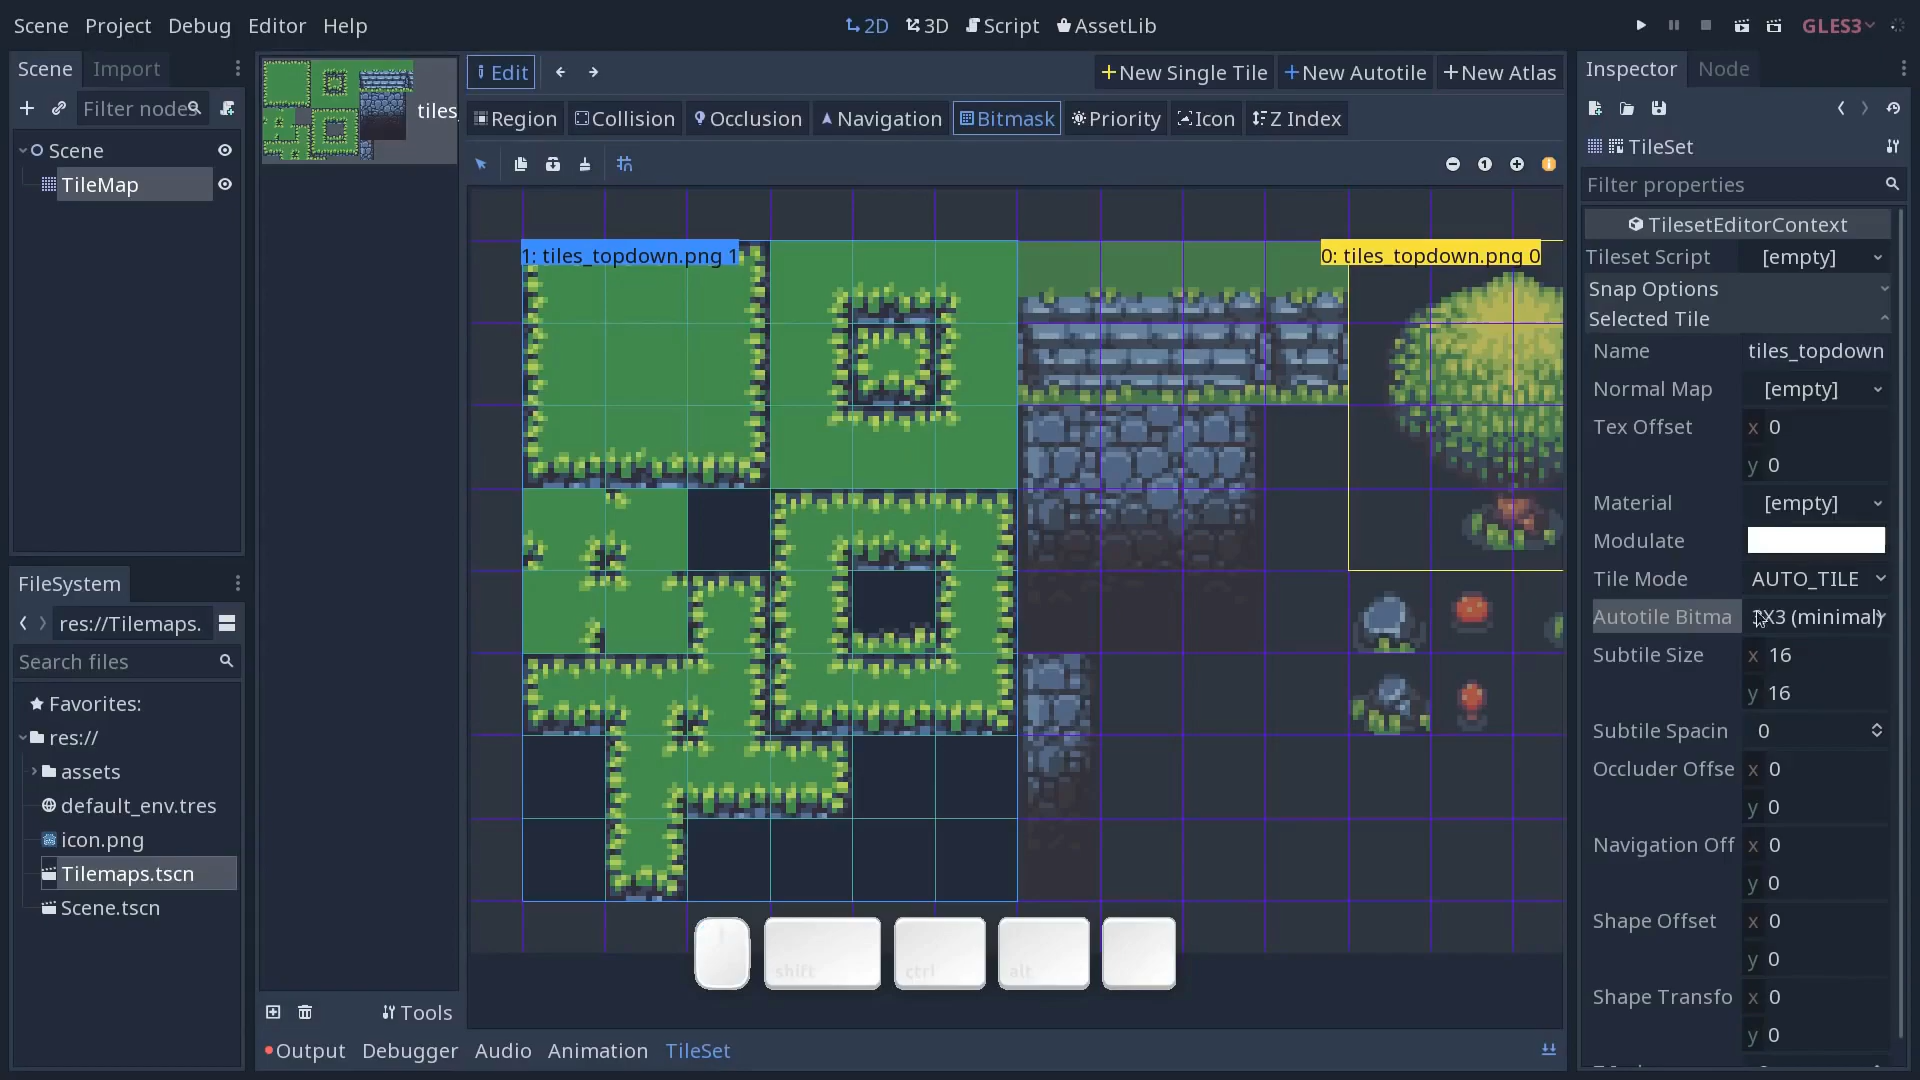 Scene Project Debug Editor Help
2D 3D Script AssetLib
GLES3
Scene Import
Filter nodes
Scene
TileMap
FileSystem
res://Tilemaps.
Search files
Favorites:
res://
assets
default_env.tres
icon.png
Tilemaps.tscn
Scene.tscn
tiles_
Tools
Edit
New Single Tile New Autotile New Atlas
Region Collision Occlusion Navigation Bitmask Priority Icon Z Index
1: tiles_topdown.png 1
0: tiles_topdown.png 0
shift ctrl alt
Output Debugger Audio Animation TileSet
Inspector Node
TileSet
Filter properties
TilesetEditorContext
Tileset Script [empty]
Snap Options
Selected Tile
Name tiles_topdown
Normal Map [empty]
Tex Offset x 0
y 0
Material [empty]
Modulate
Tile Mode AUTO_TILE
Autotile Bitma X3 (minimal)
Subtile Size x 16
y 16
Subtile Spacin 0
Occluder Offse x 0
y 0
Navigation Off x 0
y 0
Shape Offset x 0
y 0
Shape Transfo x 0
y 0